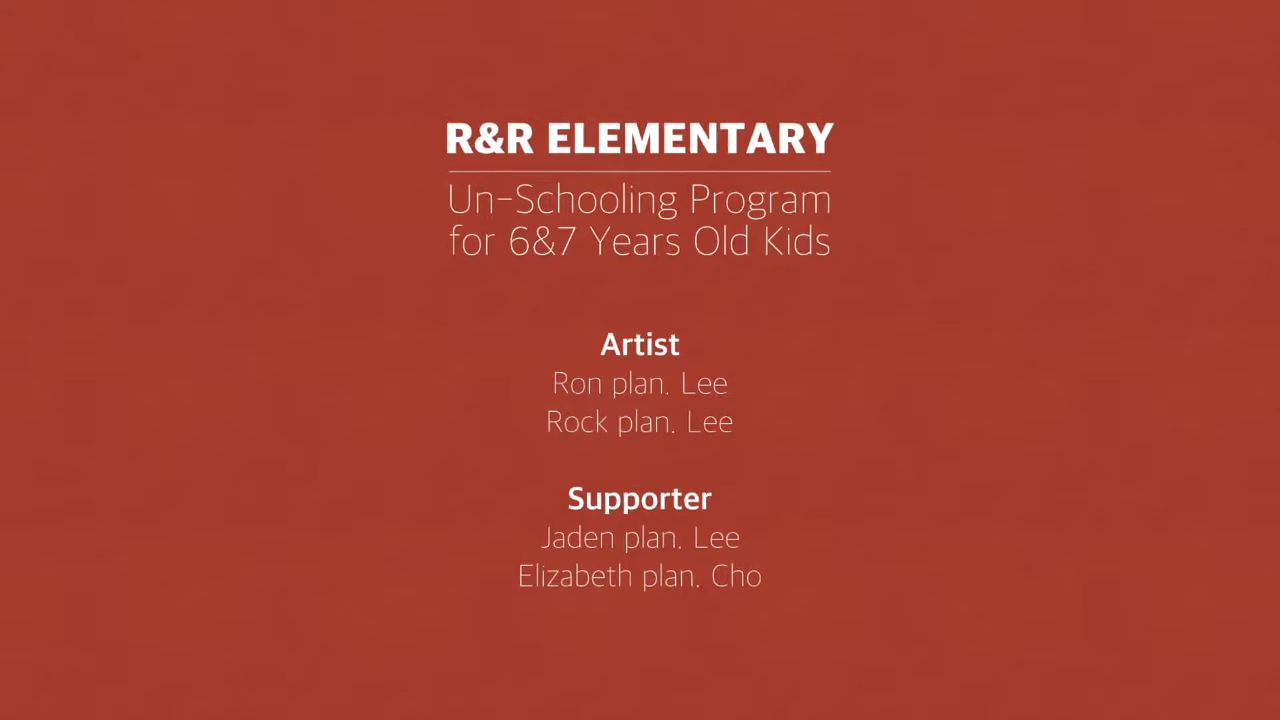 R&R ELEMENTARY
Un-Schooling Program
for 6&7 Years Old Kids
Artist
Ron plan. Lee
Rock plan. Lee
Supporter
Jaden plan. Lee
Elizabeth plan. Cho